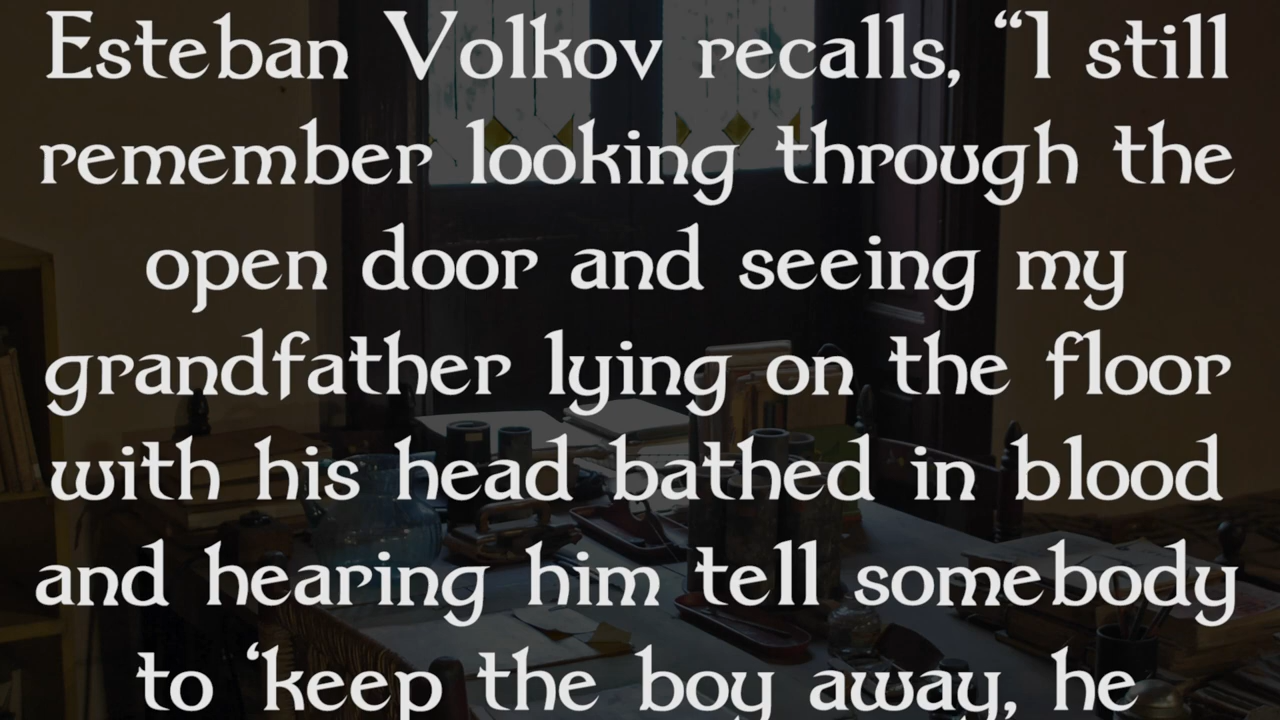 Esteban Volkov recalls, “I still
remember looking through the
open door and seeing my
grandfather lying on the floor
with his head bathed in blood
and hearing him tell somebody
to ‘keep the boy away, he